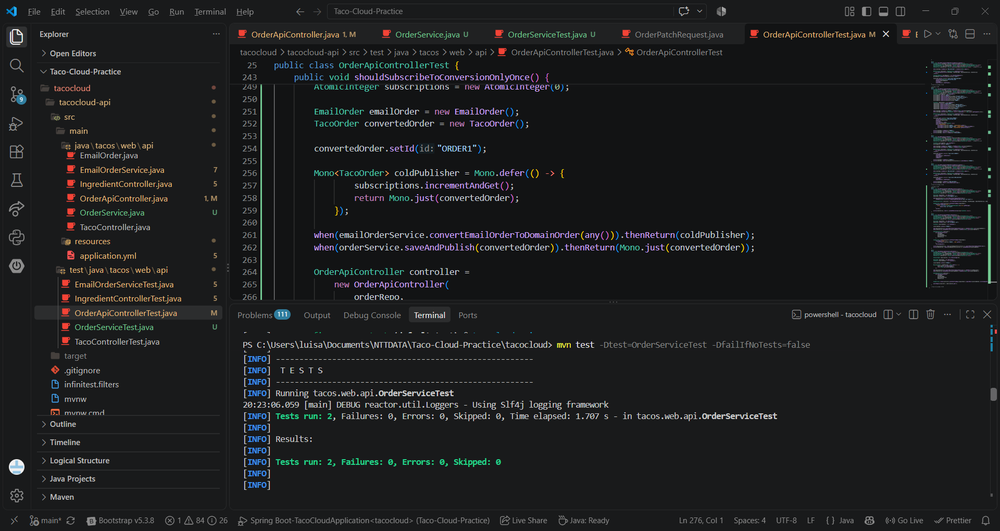 File Edit Selection View Go Run Terminal Help
Taco-Cloud-Practice
Explorer
Open Editors
Taco-Cloud-Practice
tacocloud
tacocloud-api
src
main
java\tacos\web\api
EmailOrder.java
EmailOrderService.java 7
IngredientController.java 5
OrderApiController.java 1, M
OrderService.java U
TacoController.java
resources
application.yml 5
test\java\tacos\web\api
EmailOrderServiceTest.java 5
IngredientControllerTest.java 5
OrderApiControllerTest.java M
OrderServiceTest.java U
TacoControllerTest.java
target
.gitignore
infinitest.filters
mvnw
mvnw.cmd
Outline
Timeline
Logical Structure
Java Projects
Maven
9
OrderApiController.java 1, M
OrderService.java U
OrderServiceTest.java U
OrderPatchRequest.java
OrderApiControllerTest.java M
tacocloud > tacocloud-api > src > test > java > tacos > web > api > OrderApiControllerTest.java > OrderApiControllerTest
25 public class OrderApiControllerTest {
243 public void shouldSubscribeToConversionOnlyOnce() {
249 AtomicInteger subscriptions = new AtomicInteger(0);
250
251 EmailOrder emailOrder = new EmailOrder();
252 TacoOrder convertedOrder = new TacoOrder();
253
254 convertedOrder.setId(id: "ORDER1");
255
256 Mono<TacoOrder> coldPublisher = Mono.defer(() -> {
257 subscriptions.incrementAndGet();
258 return Mono.just(convertedOrder);
259 });
260
261 when(emailOrderService.convertEmailOrderToDomainOrder(any())).thenReturn(coldPublisher);
262 when(orderService.saveAndPublish(convertedOrder)).thenReturn(Mono.just(convertedOrder));
263
264 OrderApiController controller =
265 new OrderApiController(
266 orderRepo,
Problems 111 Output Debug Console Terminal Ports
powershell - tacocloud
PS C:\Users\luisa\Documents\NTTDATA\Taco-Cloud-Practice\tacocloud> mvn test -Dtest=OrderServiceTest -DfailIfNoTests=false
[INFO] -------------------------------------------------------
[INFO]  T E S T S
[INFO] -------------------------------------------------------
[INFO] Running tacos.web.api.OrderServiceTest
20:23:06.059 [main] DEBUG reactor.util.Loggers - Using Slf4j logging framework
[INFO] Tests run: 2, Failures: 0, Errors: 0, Skipped: 0, Time elapsed: 1.707 s - in tacos.web.api.OrderServiceTest
[INFO]
[INFO] Results:
[INFO]
[INFO] Tests run: 2, Failures: 0, Errors: 0, Skipped: 0
[INFO]
[INFO]
main* Bootstrap v5.3.8 1 84 26 Spring Boot-TacoCloudApplication<tacocloud> (Taco-Cloud-Practice) Live Share Java: Ready Ln 276, Col 1 Spaces: 4 UTF-8 LF { } Java Go Live Prettier